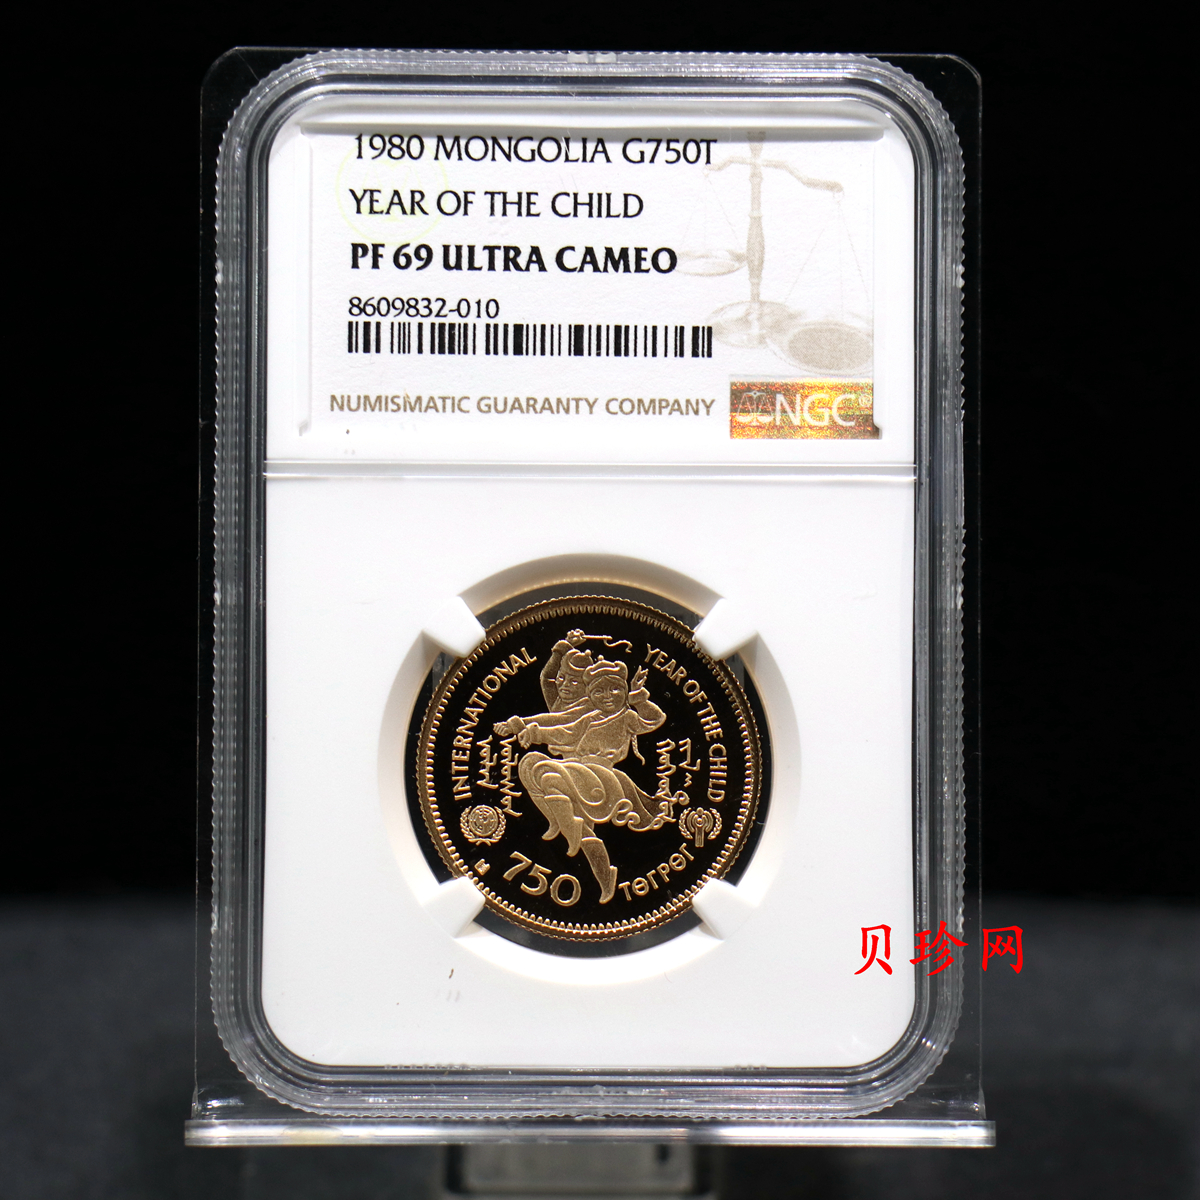 1980 MONGOLIA G750T
YEAR OF THE CHILD
PF 69 ULTRA CAMEO
8609832-010
NUMISMATIC GUARANTY COMPANY
NGC®
INTERNATIONAL
YEAR OF THE CHILD
750
ТӨГРӨГ
贝珍网